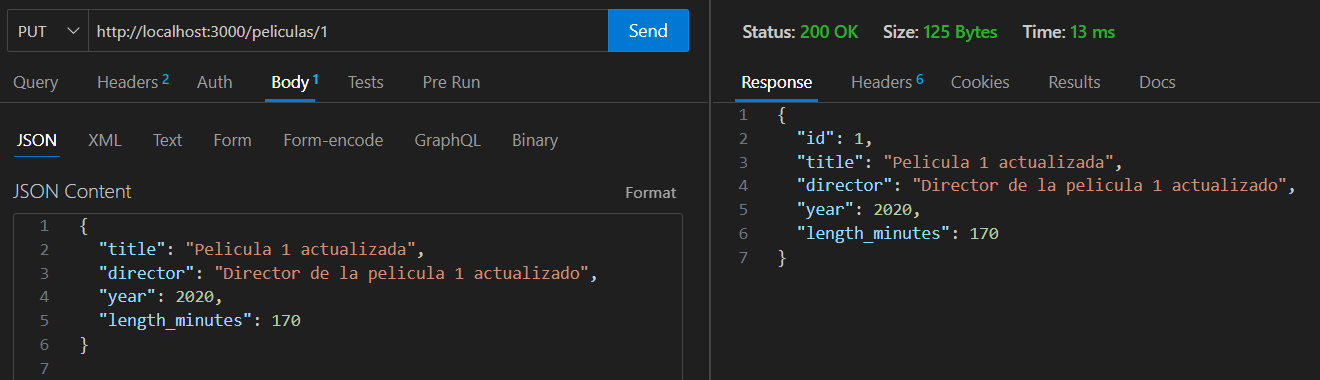 PUT http://localhost:3000/peliculas/1 Send
Query Headers 2 Auth Body 1 Tests Pre Run
JSON XML Text Form Form-encode GraphQL Binary
JSON Content Format
1 {
2 "title": "Pelicula 1 actualizada",
3 "director": "Director de la pelicula 1 actualizado",
4 "year": 2020,
5 "length_minutes": 170
6 }
7
Status: 200 OK Size: 125 Bytes Time: 13 ms
Response Headers 6 Cookies Results Docs
1 {
2 "id": 1,
3 "title": "Pelicula 1 actualizada",
4 "director": "Director de la pelicula 1 actualizado",
5 "year": 2020,
6 "length_minutes": 170
7 }